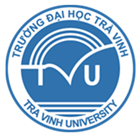 TRƯỜNG ĐẠI HỌC TRÀ VINH
TVU
TRA VINH UNIVERSITY